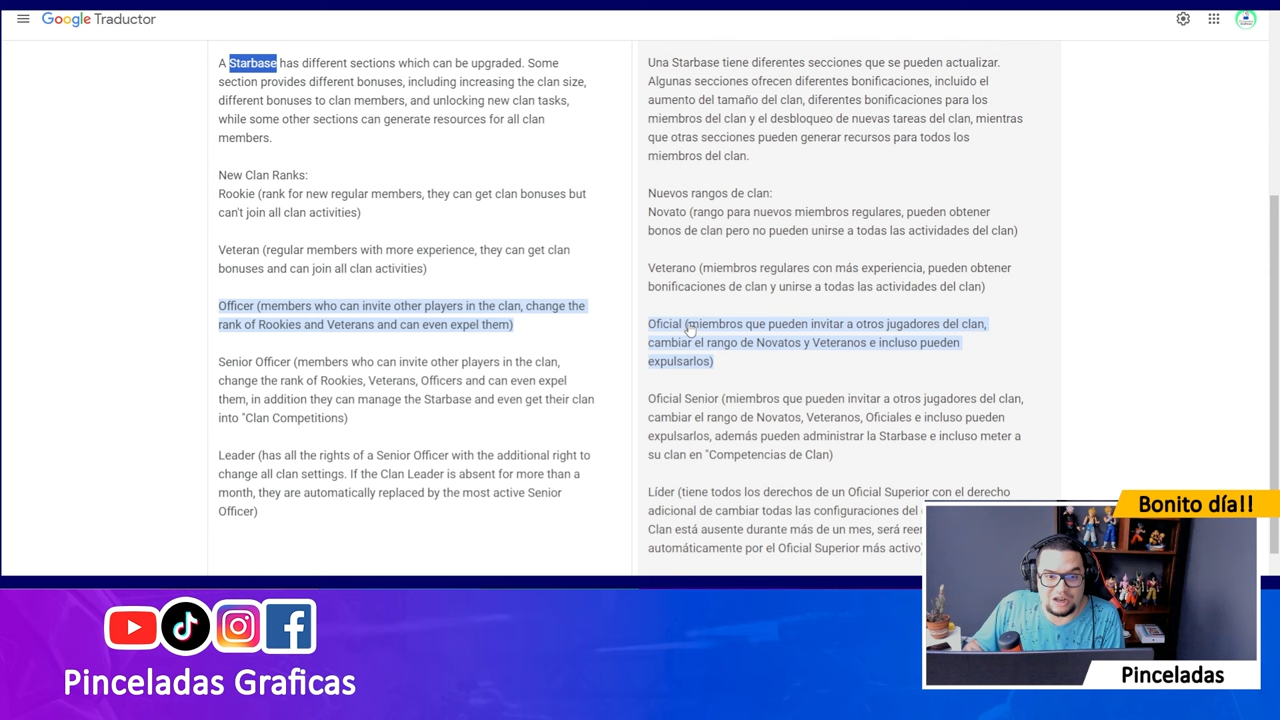 Google Traductor
A Starbase has different sections which can be upgraded. Some
section provides different bonuses, including increasing the clan size,
different bonuses to clan members, and unlocking new clan tasks,
while some other sections can generate resources for all clan
members.
New Clan Ranks:
Rookie (rank for new regular members, they can get clan bonuses but
can't join all clan activities)
Veteran (regular members with more experience, they can get clan
bonuses and can join all clan activities)
Officer (members who can invite other players in the clan, change the
rank of Rookies and Veterans and can even expel them)
Senior Officer (members who can invite other players in the clan,
change the rank of Rookies, Veterans, Officers and can even expel
them, in addition they can manage the Starbase and even get their clan
into "Clan Competitions)
Leader (has all the rights of a Senior Officer with the additional right to
change all clan settings. If the Clan Leader is absent for more than a
month, they are automatically replaced by the most active Senior
Officer)
Una Starbase tiene diferentes secciones que se pueden actualizar.
Algunas secciones ofrecen diferentes bonificaciones, incluido el
aumento del tamaño del clan, diferentes bonificaciones para los
miembros del clan y el desbloqueo de nuevas tareas del clan, mientras
que otras secciones pueden generar recursos para todos los
miembros del clan.
Nuevos rangos de clan:
Novato (rango para nuevos miembros regulares, pueden obtener
bonos de clan pero no pueden unirse a todas las actividades del clan)
Veterano (miembros regulares con más experiencia, pueden obtener
bonificaciones de clan y unirse a todas las actividades del clan)
Oficial (miembros que pueden invitar a otros jugadores del clan,
cambiar el rango de Novatos y Veteranos e incluso pueden
expulsarlos)
Oficial Senior (miembros que pueden invitar a otros jugadores del clan,
cambiar el rango de Novatos, Veteranos, Oficiales e incluso pueden
expulsarlos, además pueden administrar la Starbase e incluso meter a
su clan en "Competencias de Clan)
Líder (tiene todos los derechos de un Oficial Superior con el derecho
adicional de cambiar todas las configuraciones del
Clan está ausente durante más de un mes, será
automáticamente por el Oficial Superior más activo)
Bonito día!!
Pinceladas
Pinceladas Graficas